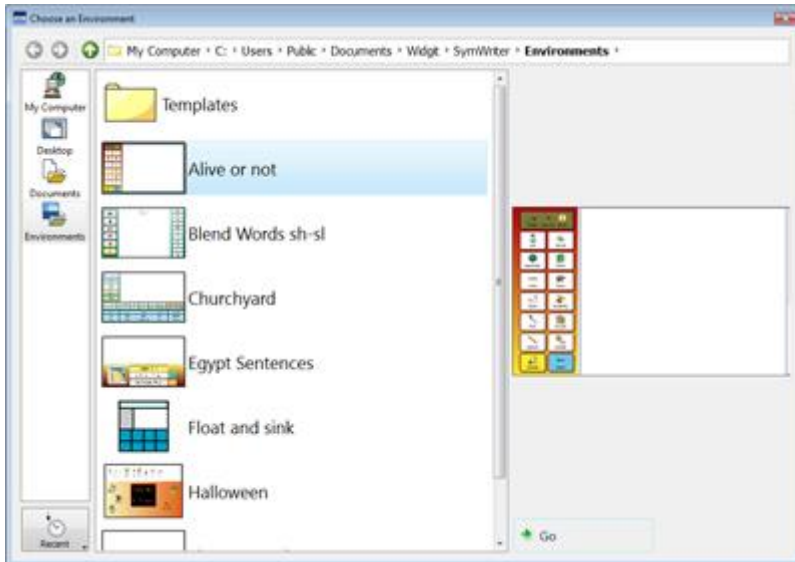 Choose an Environment
My Computer › C: › Users › Public › Documents › Widgit › SymWriter › Environments ›
My Computer
Desktop
Documents
Environments
Recent
Templates
Alive or not
Blend Words sh-sl
Churchyard
Egypt Sentences
Float and sink
Halloween
Go